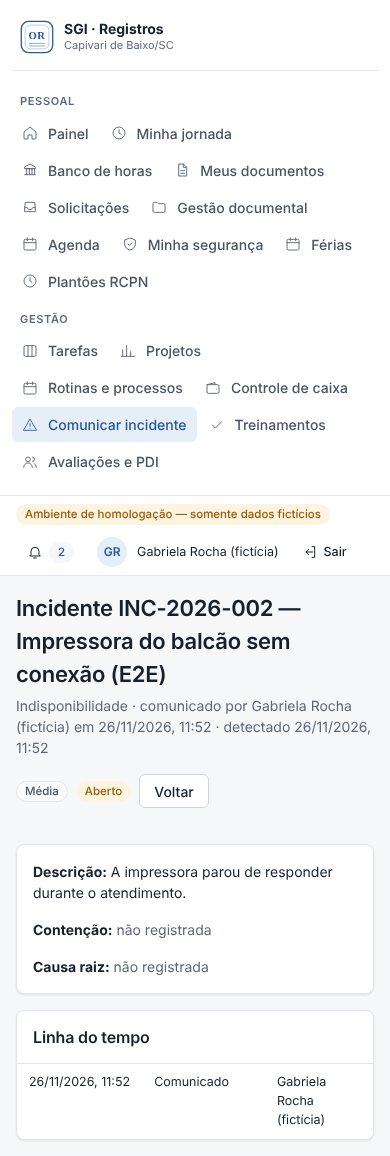 OR
SGI · Registros
Capivari de Baixo/SC
PESSOAL
Painel Minha jornada
Banco de horas Meus documentos
Solicitações Gestão documental
Agenda Minha segurança Férias
Plantões RCPN
GESTÃO
Tarefas Projetos
Rotinas e processos Controle de caixa
Comunicar incidente Treinamentos
Avaliações e PDI
Ambiente de homologação — somente dados fictícios
2 GR Gabriela Rocha (fictícia) Sair
Incidente INC-2026-002 —
Impressora do balcão sem
conexão (E2E)
Indisponibilidade · comunicado por Gabriela Rocha
(fictícia) em 26/11/2026, 11:52 · detectado 26/11/2026,
11:52
Média Aberto Voltar
Descrição: A impressora parou de responder
durante o atendimento.
Contenção: não registrada
Causa raiz: não registrada
Linha do tempo
26/11/2026, 11:52 Comunicado Gabriela
Rocha
(fictícia)